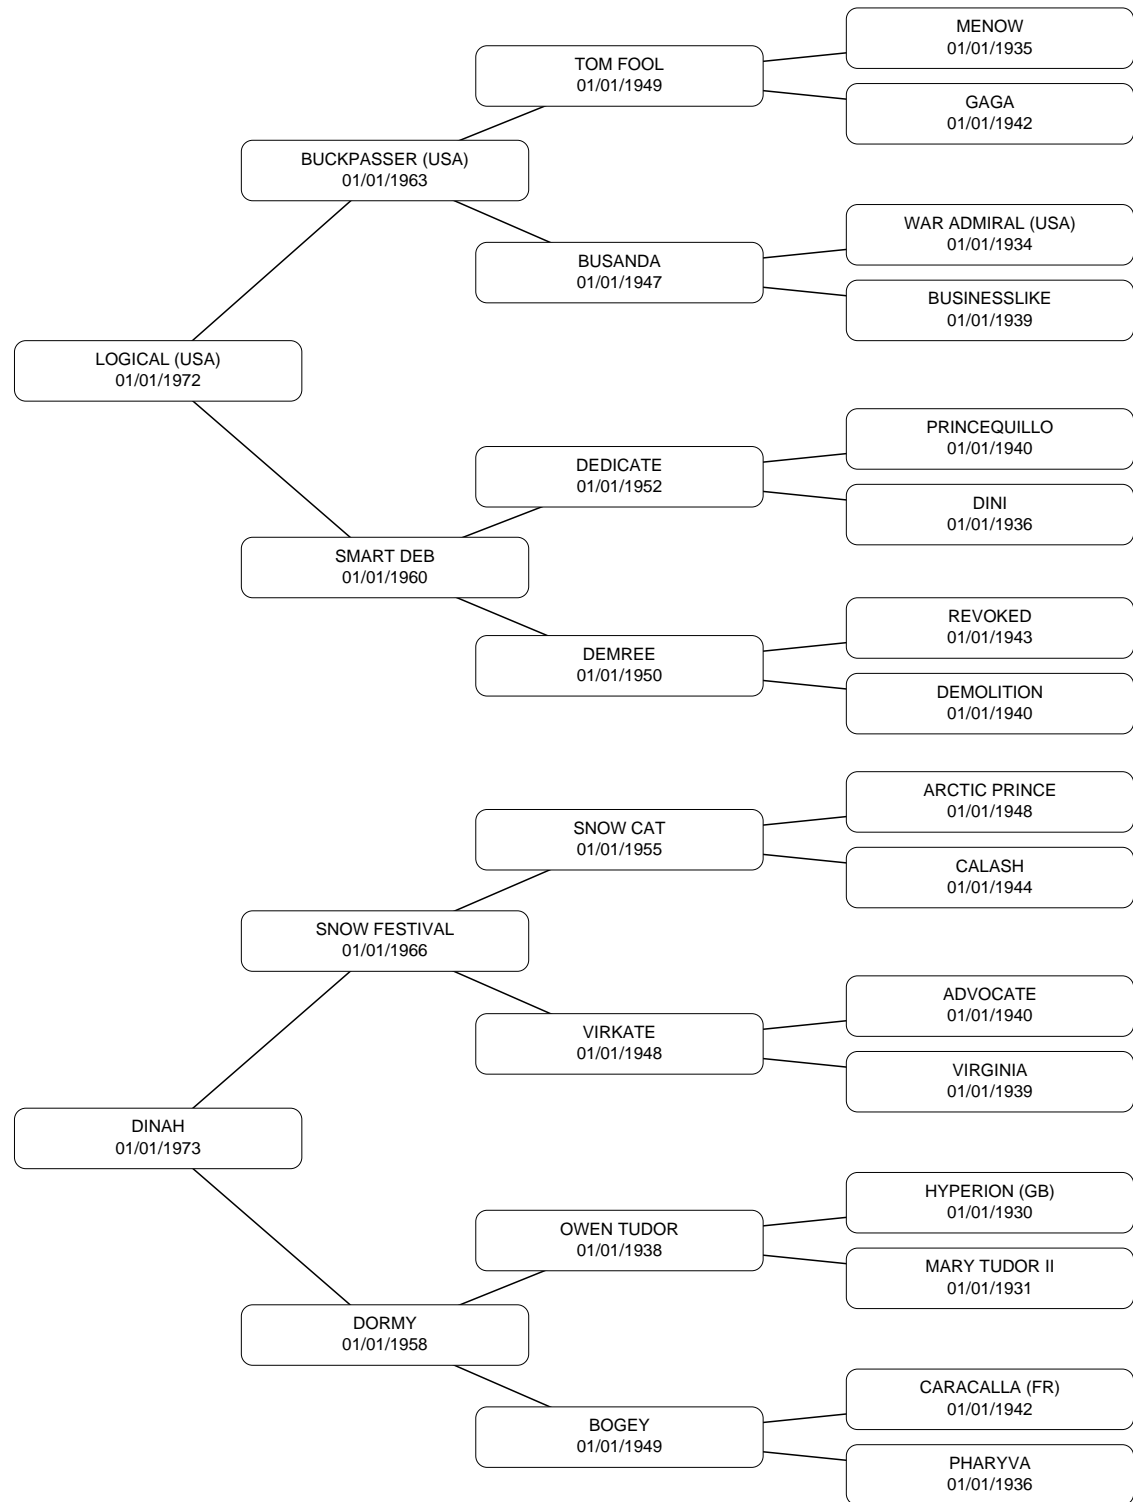 MENOW
01/01/1935
TOM FOOL
01/01/1949
GAGA
01/01/1942
BUCKPASSER (USA)
01/01/1963
WAR ADMIRAL (USA)
01/01/1934
BUSANDA
01/01/1947
BUSINESSLIKE
01/01/1939
LOGICAL (USA)
01/01/1972
PRINCEQUILLO
01/01/1940
DEDICATE
01/01/1952
DINI
01/01/1936
SMART DEB
01/01/1960
REVOKED
01/01/1943
DEMREE
01/01/1950
DEMOLITION
01/01/1940
ARCTIC PRINCE
01/01/1948
SNOW CAT
01/01/1955
CALASH
01/01/1944
SNOW FESTIVAL
01/01/1966
ADVOCATE
01/01/1940
VIRKATE
01/01/1948
VIRGINIA
01/01/1939
DINAH
01/01/1973
HYPERION (GB)
01/01/1930
OWEN TUDOR
01/01/1938
MARY TUDOR II
01/01/1931
DORMY
01/01/1958
CARACALLA (FR)
01/01/1942
BOGEY
01/01/1949
PHARYVA
01/01/1936